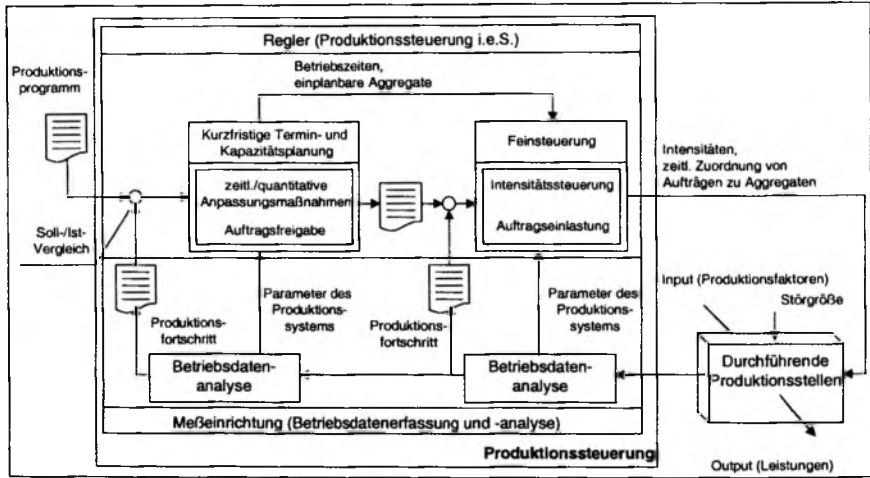 Regler (Produktionssteuerung i.e.S.)
Produktions-
programm
Betriebszeiten,
einplanbare Aggregate
Kurzfristige Termin- und
Kapazitätsplanung
Feinsteuerung
zeitl./quantitative
Anpassungsmaßnahmen
Auftragsfreigabe
Intensitätssteuerung
Auftragseinlastung
Intensitäten,
zeitl. Zuordnung von
Aufträgen zu Aggregaten
Soll-/Ist-
Vergleich
Produktions-
fortschritt
Parameter des
Produktions-
systems
Produktions-
fortschritt
Parameter des
Produktions-
systems
Input (Produktionsfaktoren)
Störgröße
Betriebsdaten-
analyse
Betriebsdaten-
analyse
Durchführende
Produktionsstellen
Meßeinrichtung (Betriebsdatenerfassung und -analyse)
Produktionssteuerung
Output (Leistungen)